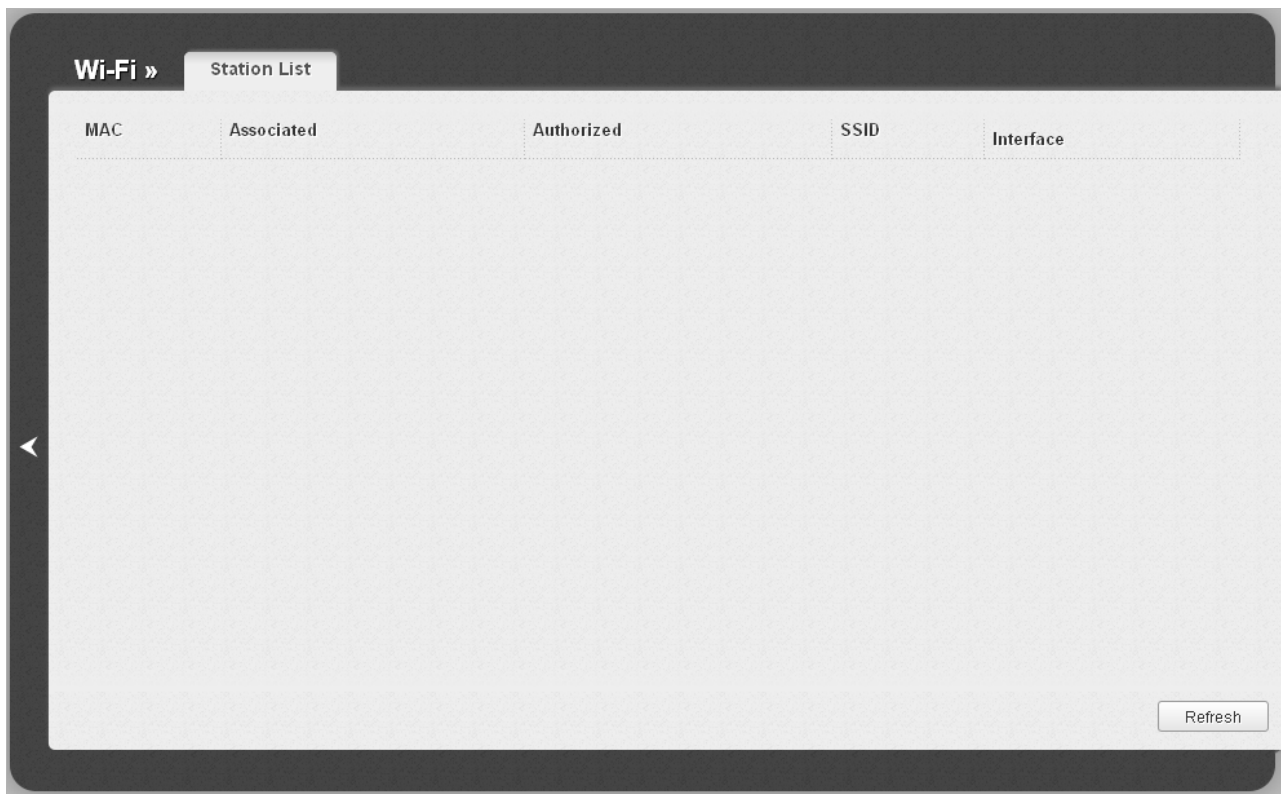 Wi-Fi » Station List
MAC Associated Authorized SSID Interface
Refresh